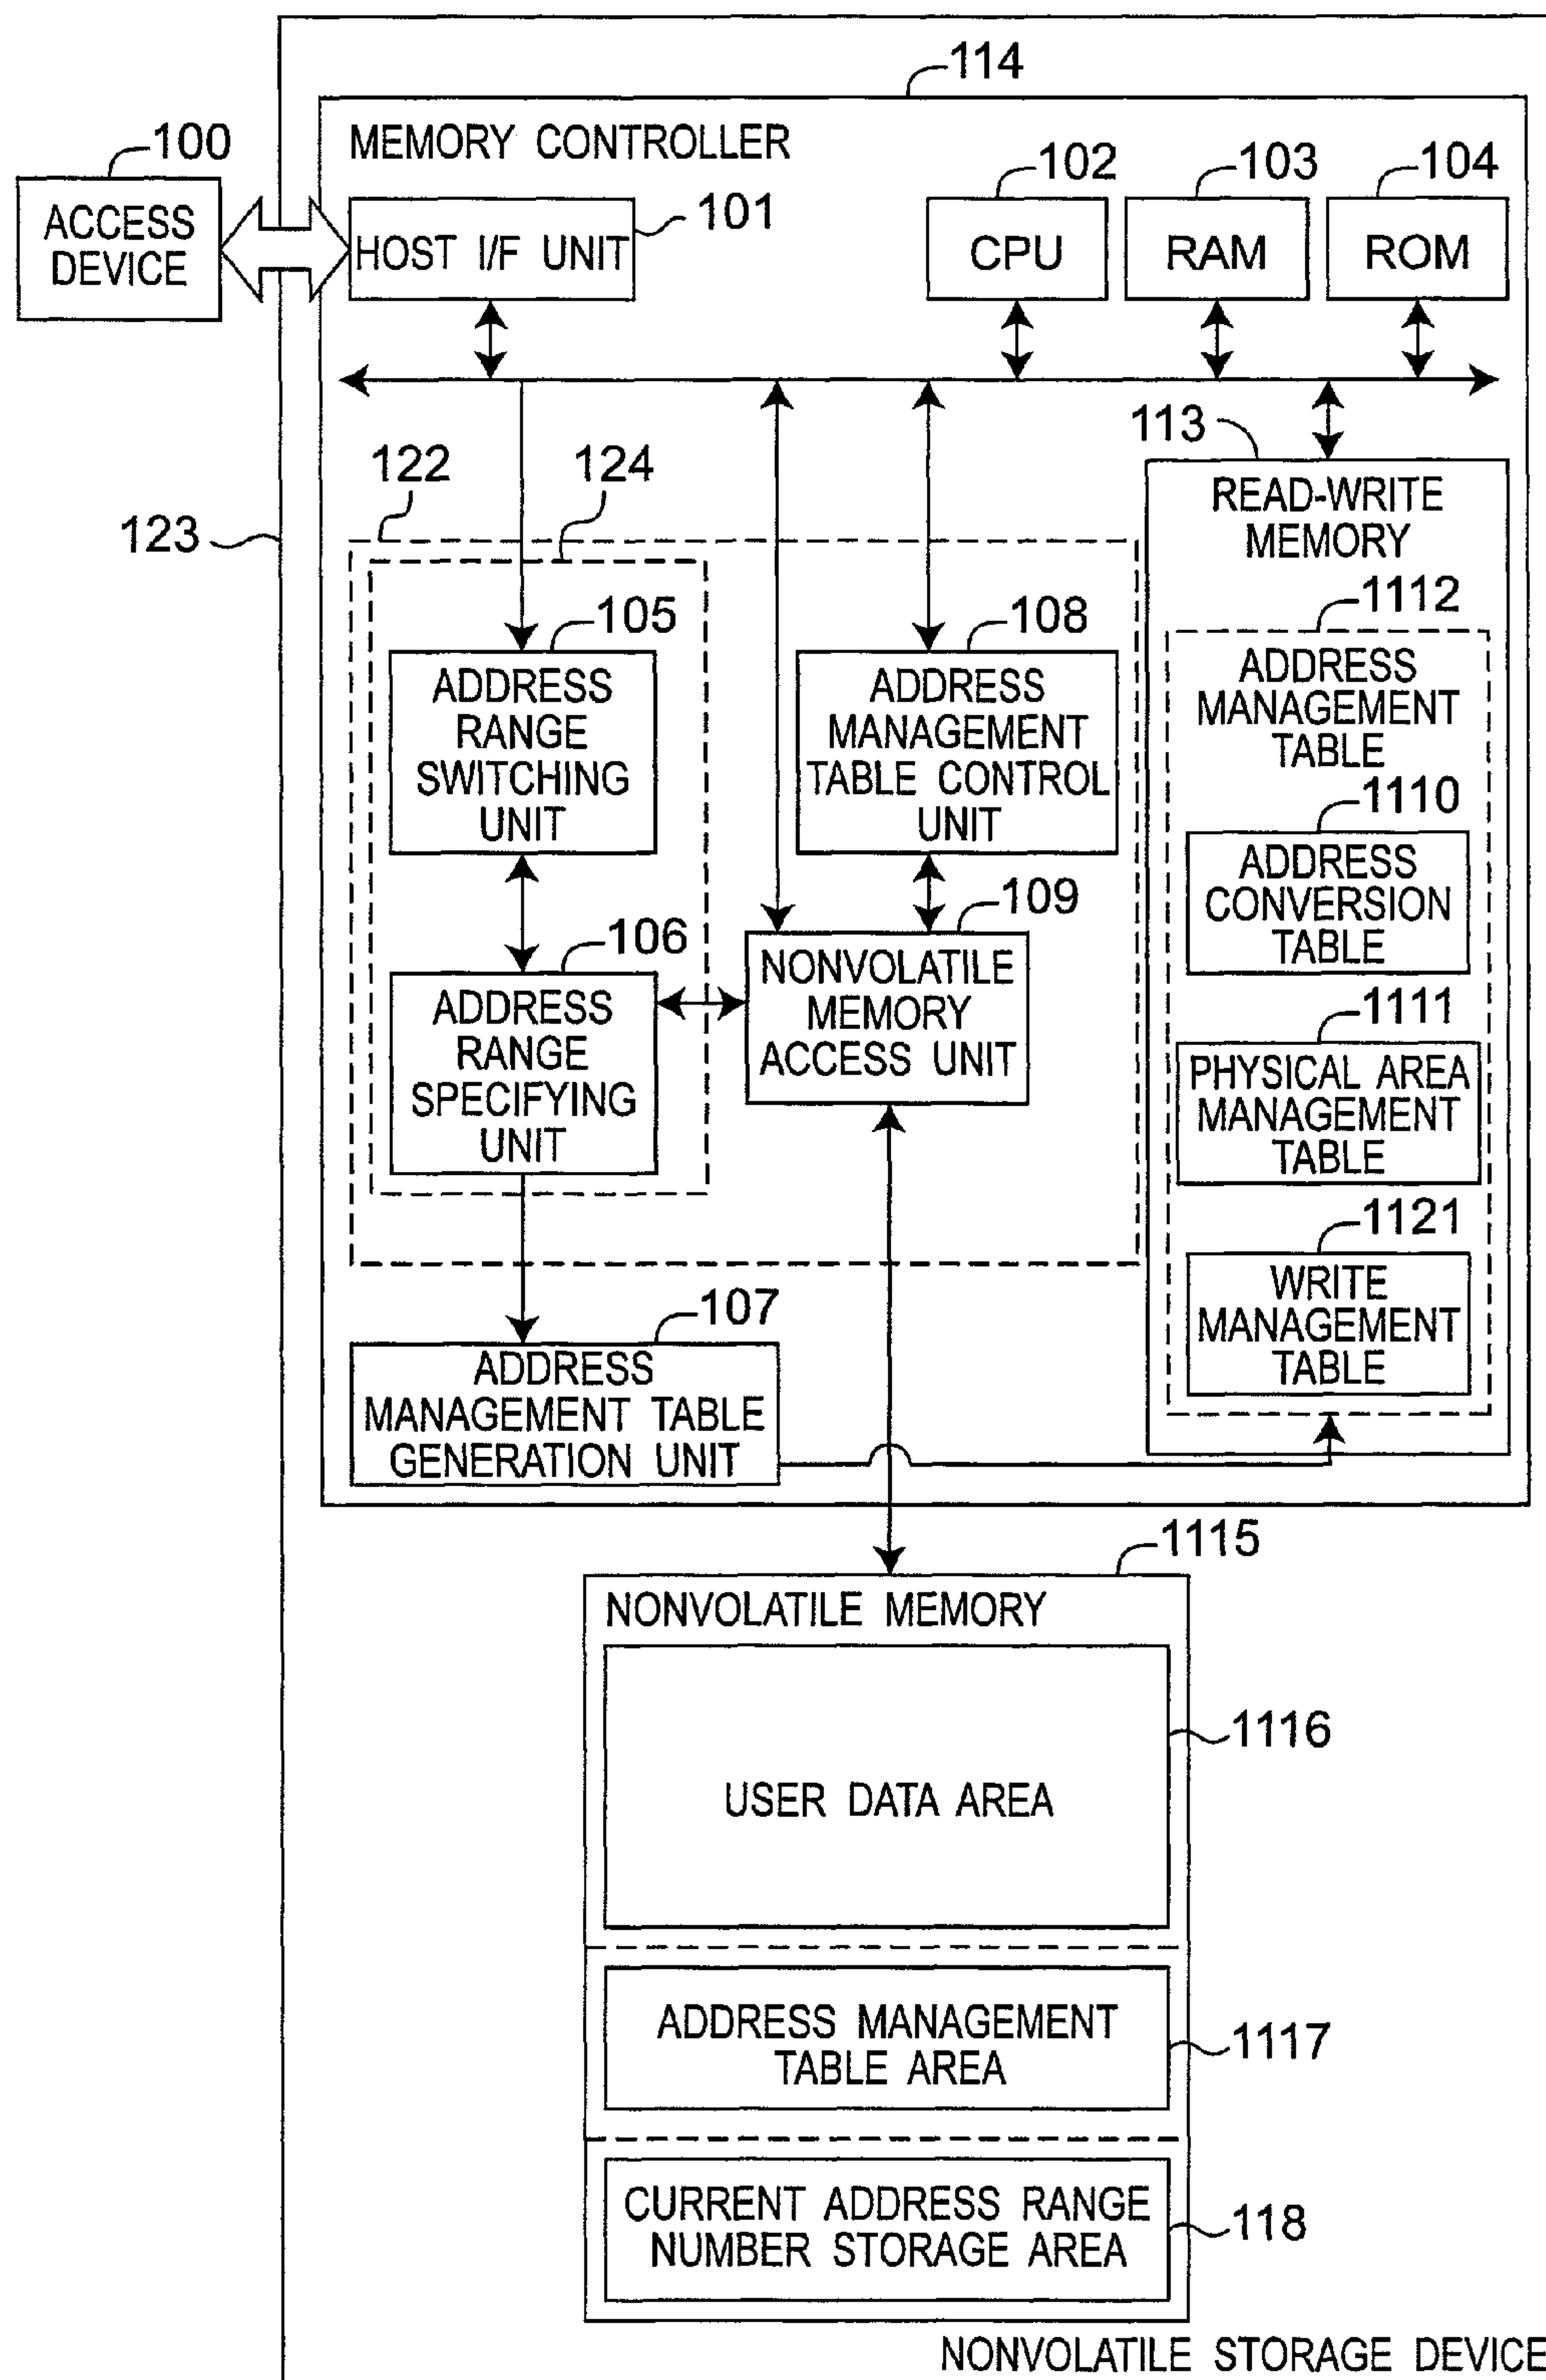 114
MEMORY CONTROLLER
100
ACCESS
DEVICE
101
HOST I/F UNIT
102
CPU
103
RAM
104
ROM
113
READ-WRITE
MEMORY
122
124
123
105
ADDRESS
RANGE
SWITCHING
UNIT
108
ADDRESS
MANAGEMENT
TABLE CONTROL
UNIT
1112
ADDRESS
MANAGEMENT
TABLE
1110
ADDRESS
CONVERSION
TABLE
106
ADDRESS
RANGE
SPECIFYING
UNIT
109
NONVOLATILE
MEMORY
ACCESS UNIT
1111
PHYSICAL AREA
MANAGEMENT
TABLE
1121
WRITE
MANAGEMENT
TABLE
107
ADDRESS
MANAGEMENT TABLE
GENERATION UNIT
1115
NONVOLATILE MEMORY
1116
USER DATA AREA
ADDRESS MANAGEMENT
TABLE AREA
1117
CURRENT ADDRESS RANGE
NUMBER STORAGE AREA
118
NONVOLATILE STORAGE DEVICE